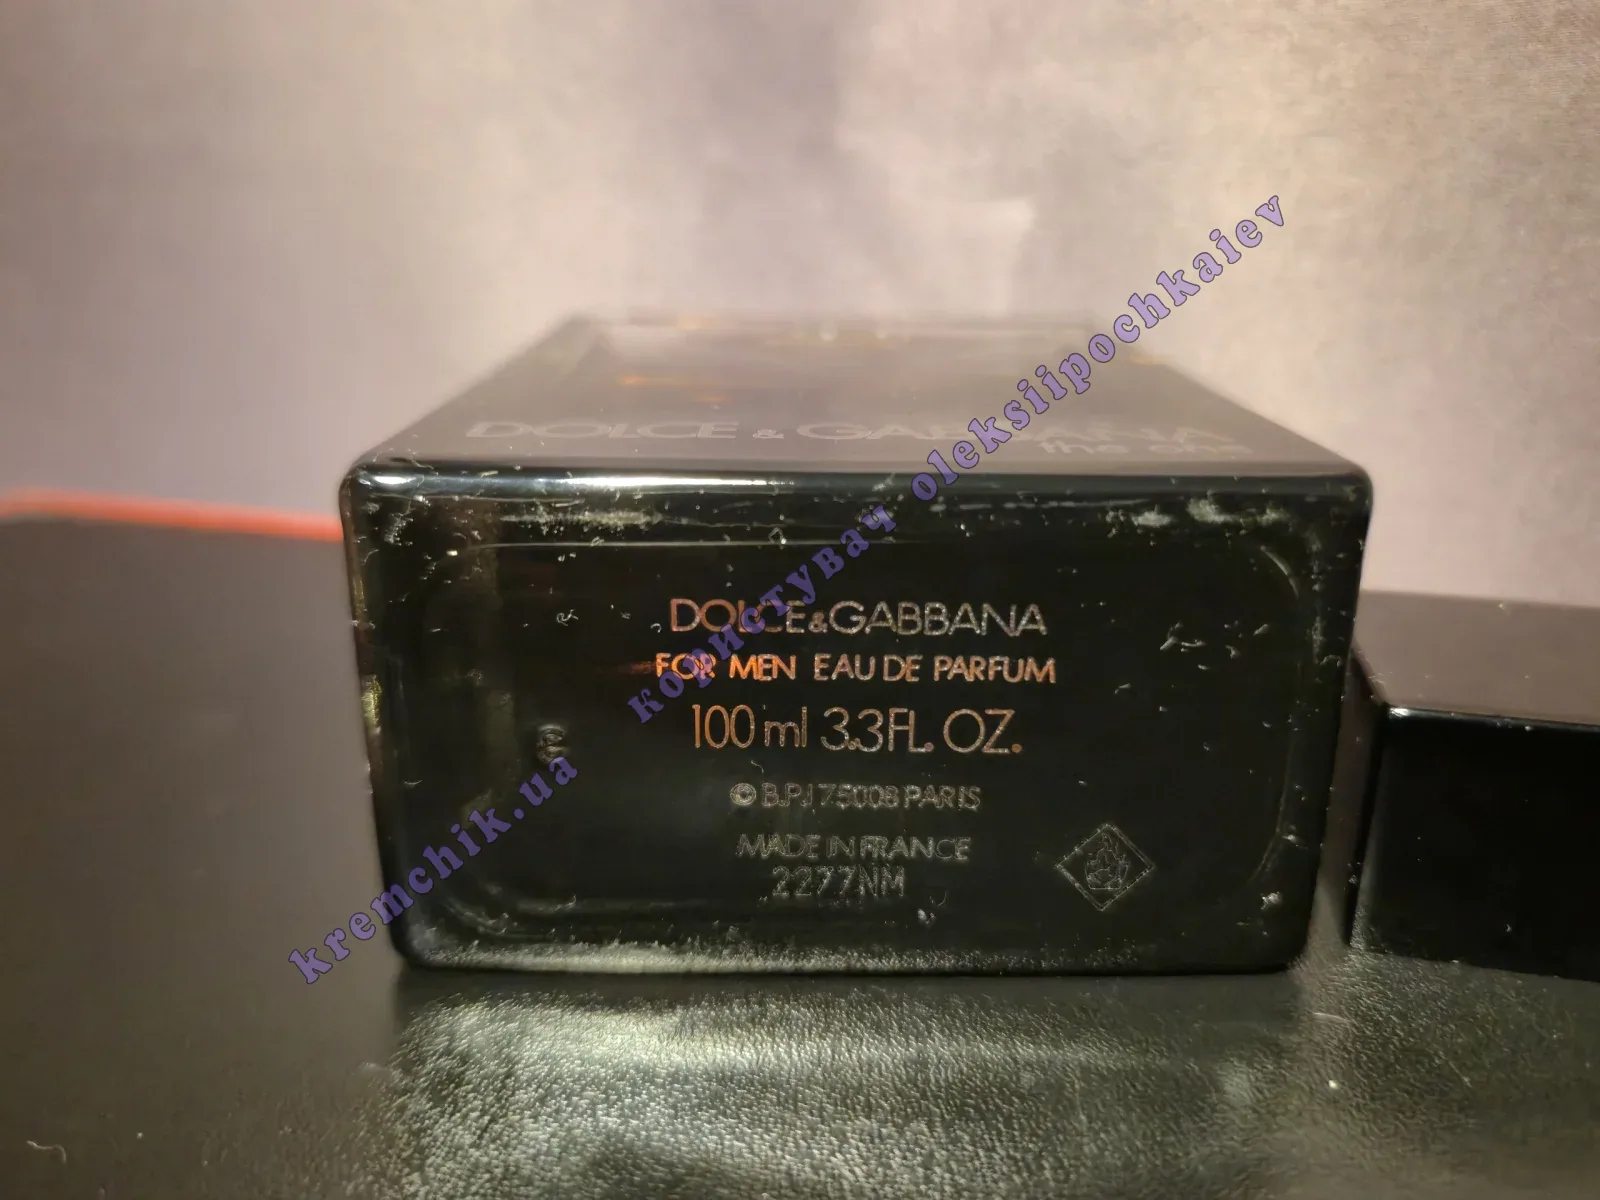 DOLCE & GABBANA
the one
DOLCE&GABBANA
FOR MEN EAU DE PARFUM
100 ml 3.3FL. OZ.
© B.P.I 75008 PARIS
MADE IN FRANCE
2277NM
kremchik.ua користувач oleksiipochkaiev